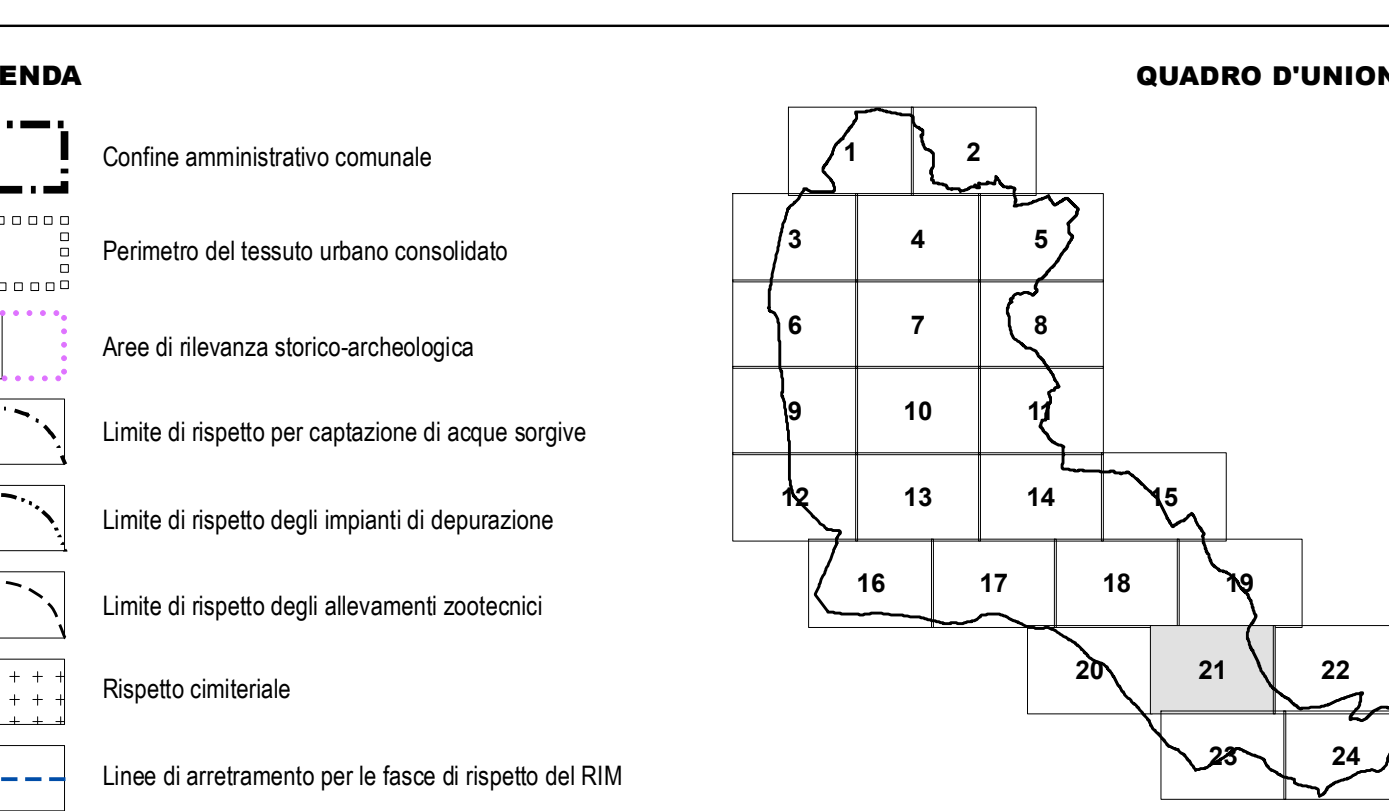 ENDA
Confine amministrativo comunale
Perimetro del tessuto urbano consolidato
Aree di rilevanza storico-archeologica
Limite di rispetto per captazione di acque sorgive
Limite di rispetto degli impianti di depurazione
Limite di rispetto degli allevamenti zootecnici
Rispetto cimiteriale
Linee di arretramento per le fasce di rispetto del RIM
QUADRO D'UNION
1 2
3 4 5
6 7 8
9 10 11
12 13 14 15
16 17 18 19
20 21 22
23 24